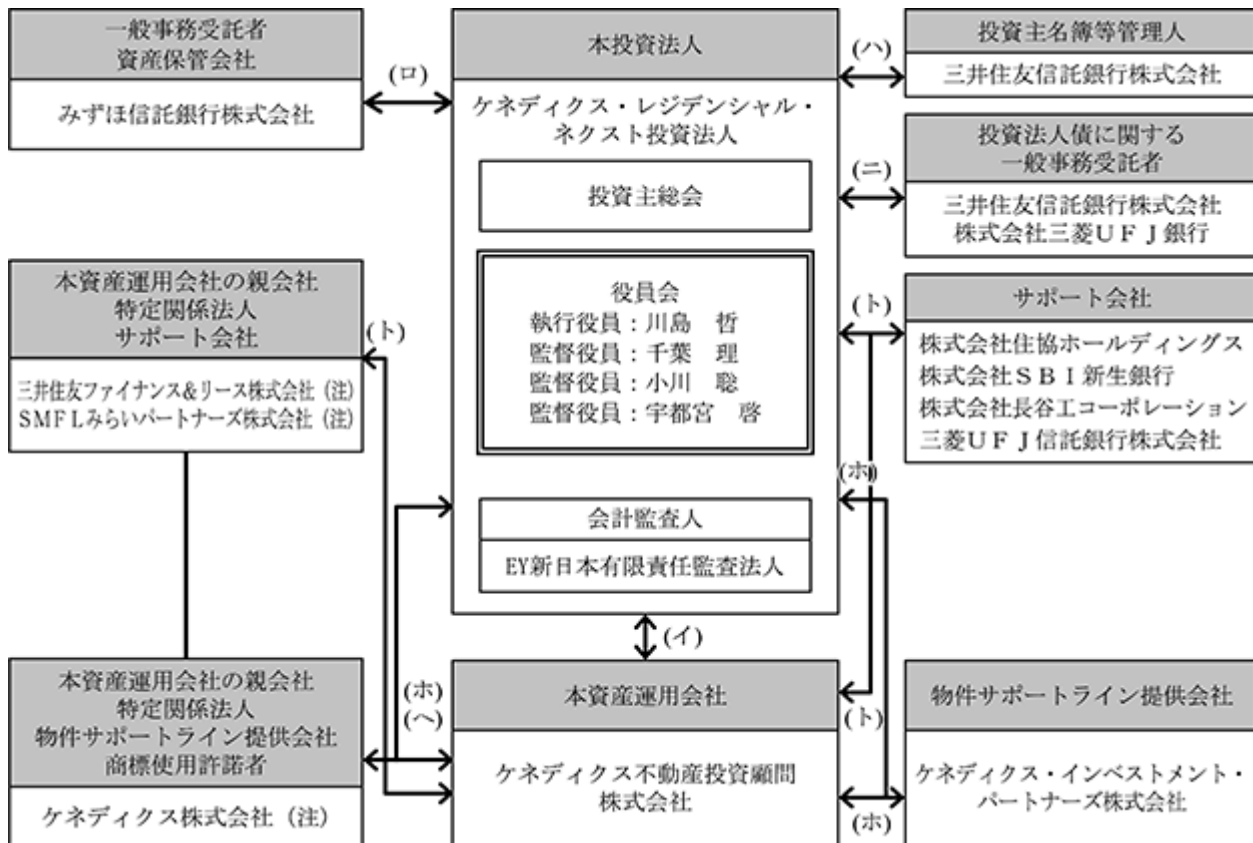 一般事務受託者
資産保管会社
みずほ信託銀行株式会社
(ロ)
本投資法人
ケネディクス・レジデンシャル・
ネクスト投資法人
投資主総会
役員会
執行役員：川島　哲
監督役員：千葉　理
監督役員：小川　聡
監督役員：宇都宮　啓
会計監査人
EY新日本有限責任監査法人
(ハ)
投資主名簿等管理人
三井住友信託銀行株式会社
(ニ)
投資法人債に関する
一般事務受託者
三井住友信託銀行株式会社
株式会社三菱ＵＦＪ銀行
本資産運用会社の親会社
特定関係法人
サポート会社
三井住友ファイナンス＆リース株式会社（注）
ＳＭＦＬみらいパートナーズ株式会社（注）
(ト)
(ト)
サポート会社
株式会社住協ホールディングス
株式会社ＳＢＩ新生銀行
株式会社長谷工コーポレーション
三菱ＵＦＪ信託銀行株式会社
(ホ)
(イ)
本資産運用会社の親会社
特定関係法人
物件サポートライン提供会社
商標使用許諾者
ケネディクス株式会社（注）
(ホ)
(ヘ)
本資産運用会社
ケネディクス不動産投資顧問
株式会社
(ト)
(ホ)
物件サポートライン提供会社
ケネディクス・インベストメント・
パートナーズ株式会社